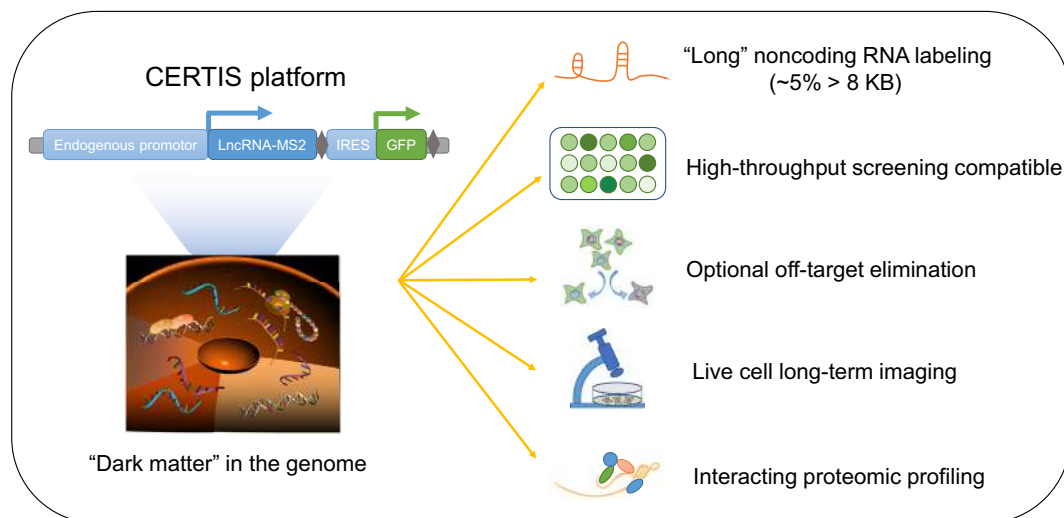 CERTIS platform
Endogenous promotor
LncRNA-MS2
IRES
GFP
“Dark matter” in the genome
“Long” noncoding RNA labeling
(~5% > 8 KB)
High-throughput screening compatible
Optional off-target elimination
Live cell long-term imaging
Interacting proteomic profiling